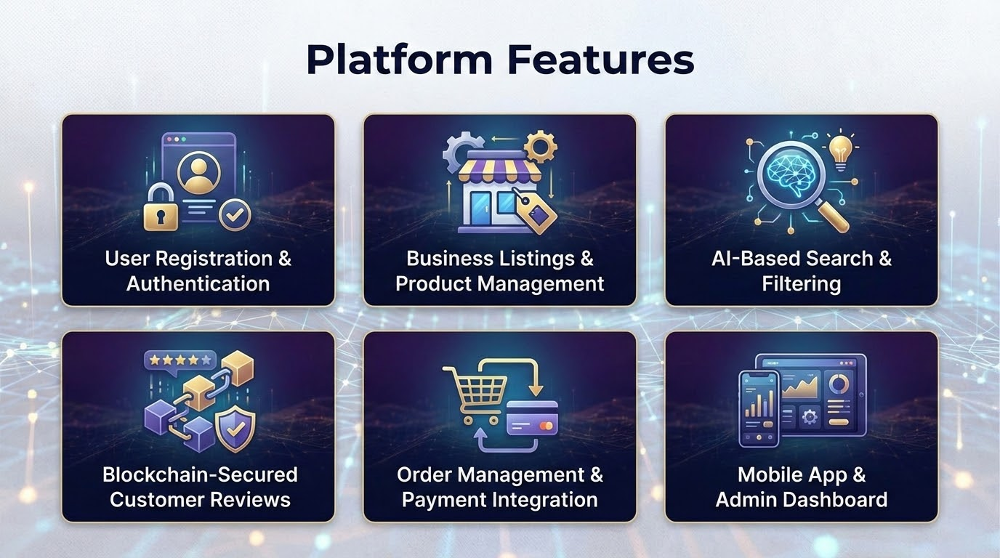 Platform Features
User Registration &
Authentication
Business Listings &
Product Management
AI-Based Search &
Filtering
Blockchain-Secured
Customer Reviews
Order Management &
Payment Integration
Mobile App &
Admin Dashboard